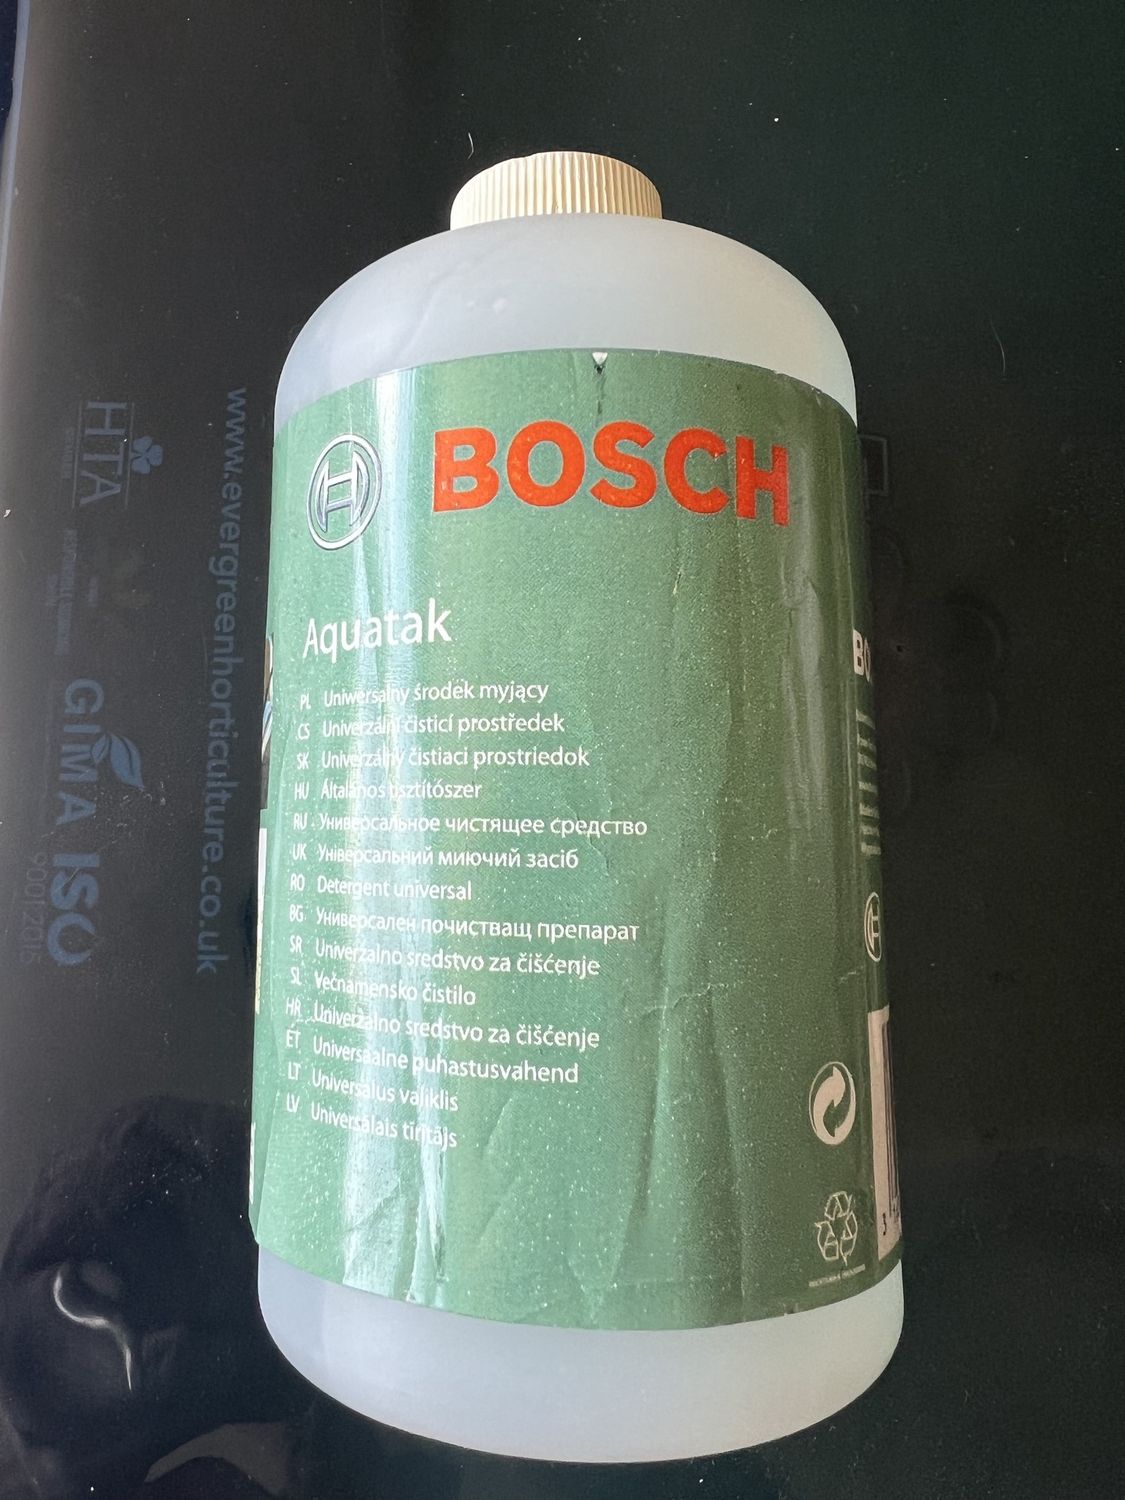 BOSCH
Aquatak
PL Uniwersalny środek myjący
CS Univerzální čisticí prostředek
SK Univerzálny čistiaci prostriedok
HU Általános tisztítószer
RU Универсальное чистящее средство
UK Універсальний миючий засіб
RO Detergent universal
BG Универсален почистващ препарат
SR Univerzalno sredstvo za čišćenje
SL Večnamensko čistilo
HR Univerzalno sredstvo za čišćenje
ET Universaalne puhastusvahend
LT Universalus valiklis
LV Universālais tīrītājs
BO
3
HTA
www.evergreenhorticulture.co.uk
GIMA
ISO
9001/2015